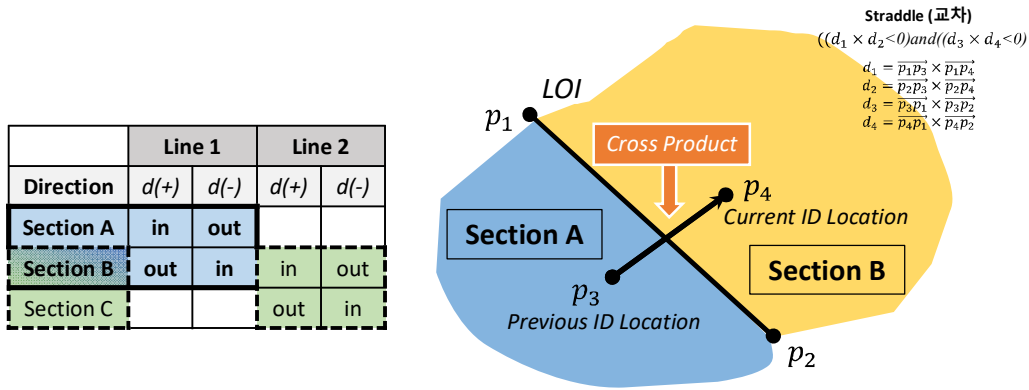 Line 1 Line 2
Direction d(+) d(-) d(+) d(-)
Section A in out
Section B out in in out
Section C out in
Straddle (교차)
((d₁ × d₂<0)and((d₃ × d₄<0)
d₁ = p₁p₃ × p₁p₄
d₂ = p₂p₃ × p₂p₄
d₃ = p₃p₁ × p₃p₂
d₄ = p₄p₁ × p₄p₂
LOI
p₁
Cross Product
p₄
Current ID Location
Section A
Section B
p₃
Previous ID Location
p₂